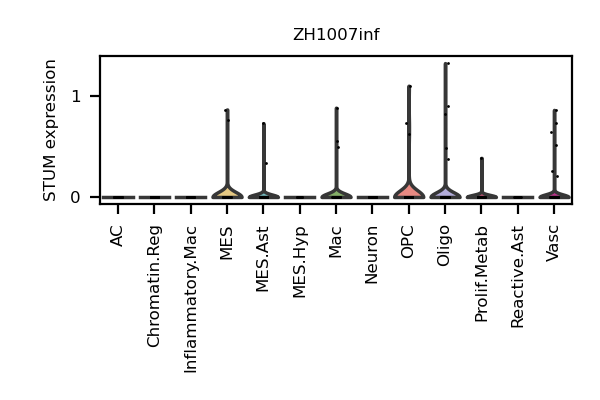 ZH1007inf
STUM expression
1
0
AC
Chromatin.Reg
Inflammatory.Mac
MES
MES.Ast
MES.Hyp
Mac
Neuron
OPC
Oligo
Prolif.Metab
Reactive.Ast
Vasc